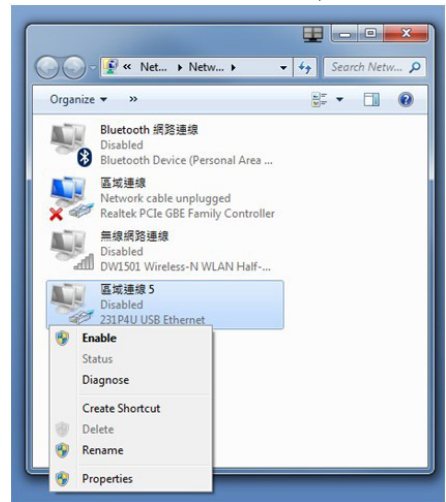 « Net... Netw...
Search Netw...
Organize »
Bluetooth 網路連線
Disabled
Bluetooth Device (Personal Area ...
區域連線
Network cable unplugged
Realtek PCIe GBE Family Controller
無線網路連線
Disabled
DW1501 Wireless-N WLAN Half-...
區域連線 5
Disabled
231P4U USB Ethernet
Enable
Status
Diagnose
Create Shortcut
Delete
Rename
Properties